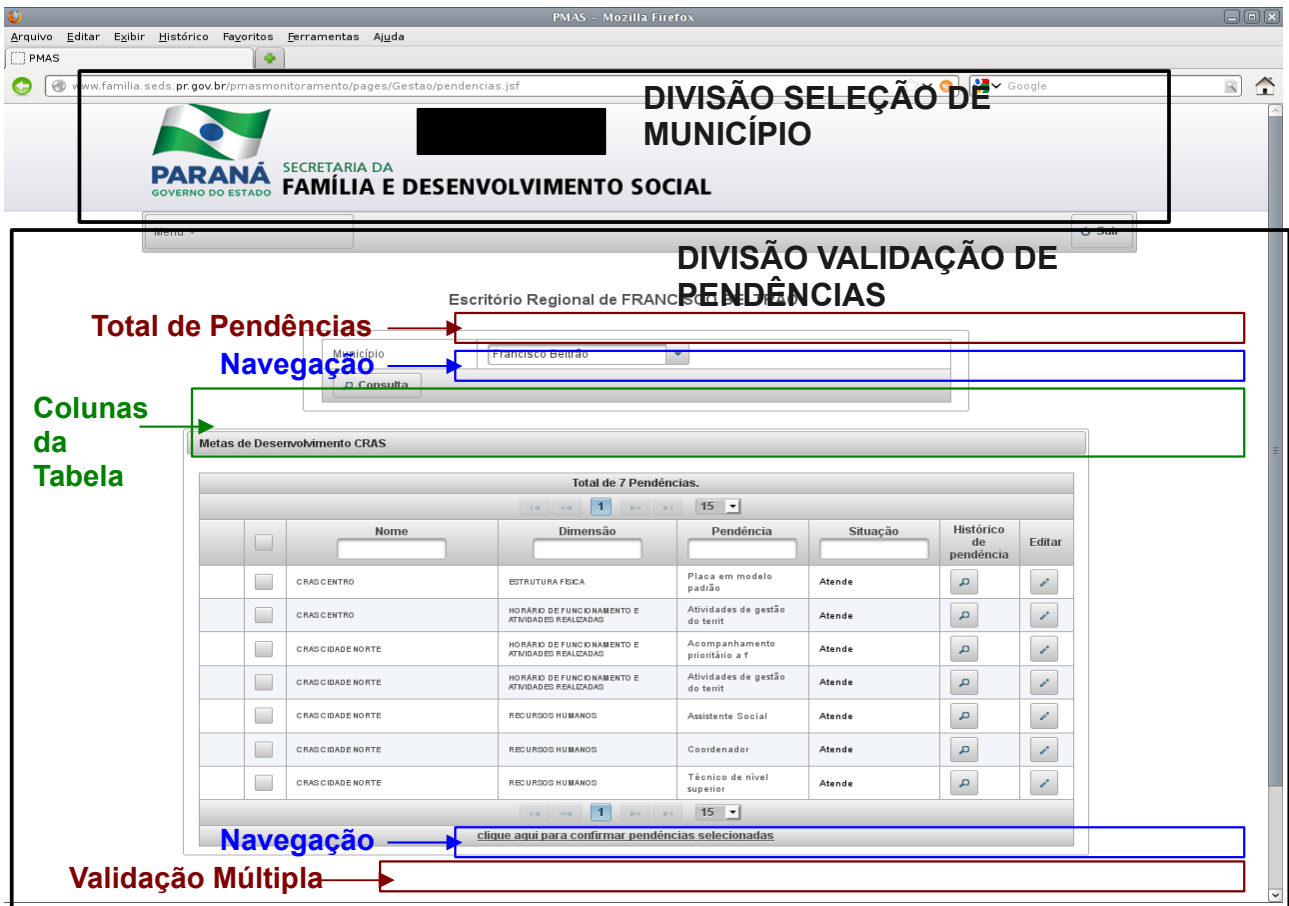 PMAS - Mozilla Firefox
Arquivo Editar Exibir Histórico Favoritos Ferramentas Ajuda
PMAS
www.familia.seds.pr.gov.br/pmasmonitoramento/pages/Gestao/pendencias.jsf
Google
DIVISÃO SELEÇÃO DE
MUNICÍPIO
PARANÁ
GOVERNO DO ESTADO
SECRETARIA DA
FAMÍLIA E DESENVOLVIMENTO SOCIAL
Menu
Sair
DIVISÃO VALIDAÇÃO DE
PENDÊNCIAS
Escritório Regional de FRANCISCO BELTRÃO
Total de Pendências
Município Francisco Beltrão
Navegação
Consulta
Colunas
da
Tabela
Metas de Desenvolvimento CRAS
Total de 7 Pendências.
1 15
Nome Dimensão Pendência Situação Histórico de pendência Editar
CRAS CENTRO ESTRUTURA FÍSICA Placa em modelo padrão Atende
CRAS CENTRO HORÁRIO DE FUNCIONAMENTO E ATIVIDADES REALIZADAS Atividades de gestão do territ Atende
CRAS CIDADE NORTE HORÁRIO DE FUNCIONAMENTO E ATIVIDADES REALIZADAS Acompanhamento prioritário a f Atende
CRAS CIDADE NORTE HORÁRIO DE FUNCIONAMENTO E ATIVIDADES REALIZADAS Atividades de gestão do territ Atende
CRAS CIDADE NORTE RECURSOS HUMANOS Assistente Social Atende
CRAS CIDADE NORTE RECURSOS HUMANOS Coordenador Atende
CRAS CIDADE NORTE RECURSOS HUMANOS Técnico de nível superior Atende
1 15
Navegação
clique aqui para confirmar pendências selecionadas
Validação Múltipla